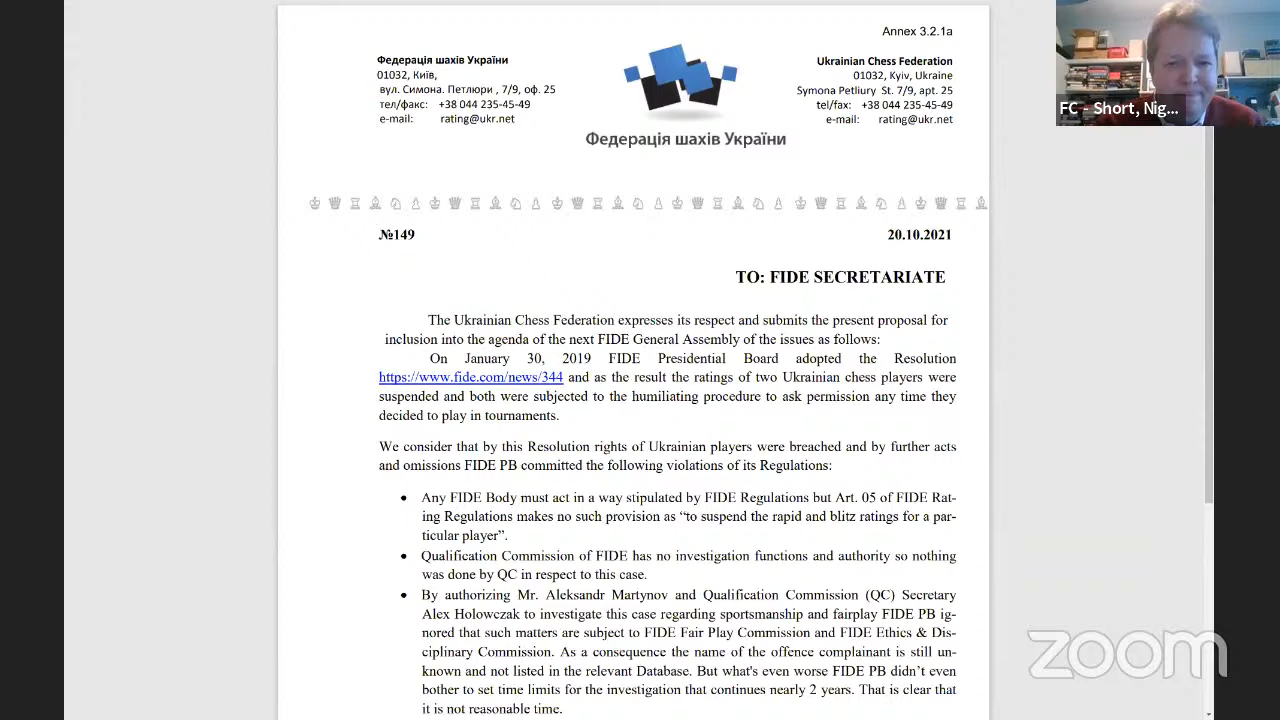 Annex 3.2.1a
Федерація шахів України
01032, Київ,
вул. Симона. Петлюри , 7/9, оф. 25
тел/факс: +38 044 235-45-49
e-mail: rating@ukr.net
Федерація шахів України
Ukrainian Chess Federation
01032, Kyiv, Ukraine
Symona Petliury St. 7/9, apt. 25
tel/fax: +38 044 235-45-49
e-mail: rating@ukr.net
FC - Short, Nig...
№149
20.10.2021
TO: FIDE SECRETARIATE
The Ukrainian Chess Federation expresses its respect and submits the present proposal for
inclusion into the agenda of the next FIDE General Assembly of the issues as follows:
On January 30, 2019 FIDE Presidential Board adopted the Resolution
https://www.fide.com/news/344 and as the result the ratings of two Ukrainian chess players were
suspended and both were subjected to the humiliating procedure to ask permission any time they
decided to play in tournaments.
We consider that by this Resolution rights of Ukrainian players were breached and by further acts
and omissions FIDE PB committed the following violations of its Regulations:
• Any FIDE Body must act in a way stipulated by FIDE Regulations but Art. 05 of FIDE Rat-
ing Regulations makes no such provision as “to suspend the rapid and blitz ratings for a par-
ticular player”.
• Qualification Commission of FIDE has no investigation functions and authority so nothing
was done by QC in respect to this case.
• By authorizing Mr. Aleksandr Martynov and Qualification Commission (QC) Secretary
Alex Holowczak to investigate this case regarding sportsmanship and fairplay FIDE PB ig-
nored that such matters are subject to FIDE Fair Play Commission and FIDE Ethics & Dis-
ciplinary Commission. As a consequence the name of the offence complainant is still un-
known and not listed in the relevant Database. But what's even worse FIDE PB didn’t even
bother to set time limits for the investigation that continues nearly 2 years. That is clear that
it is not reasonable time.
zoom